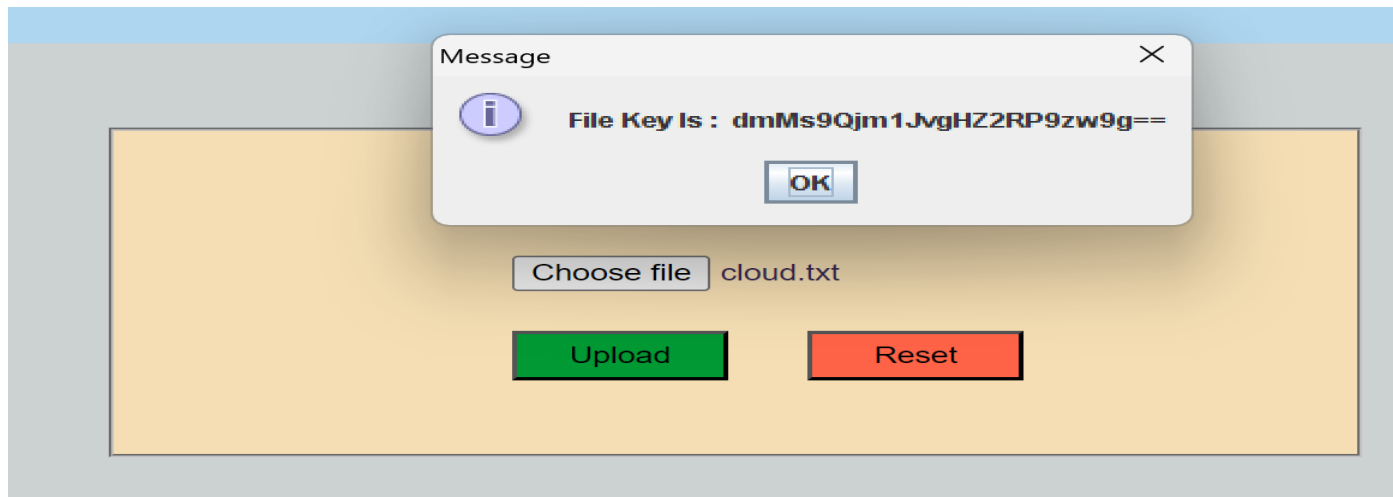 Message
File Key Is : dmMs9Qjm1JvgHZ2RP9zw9g==
OK
Choose file cloud.txt
Upload Reset